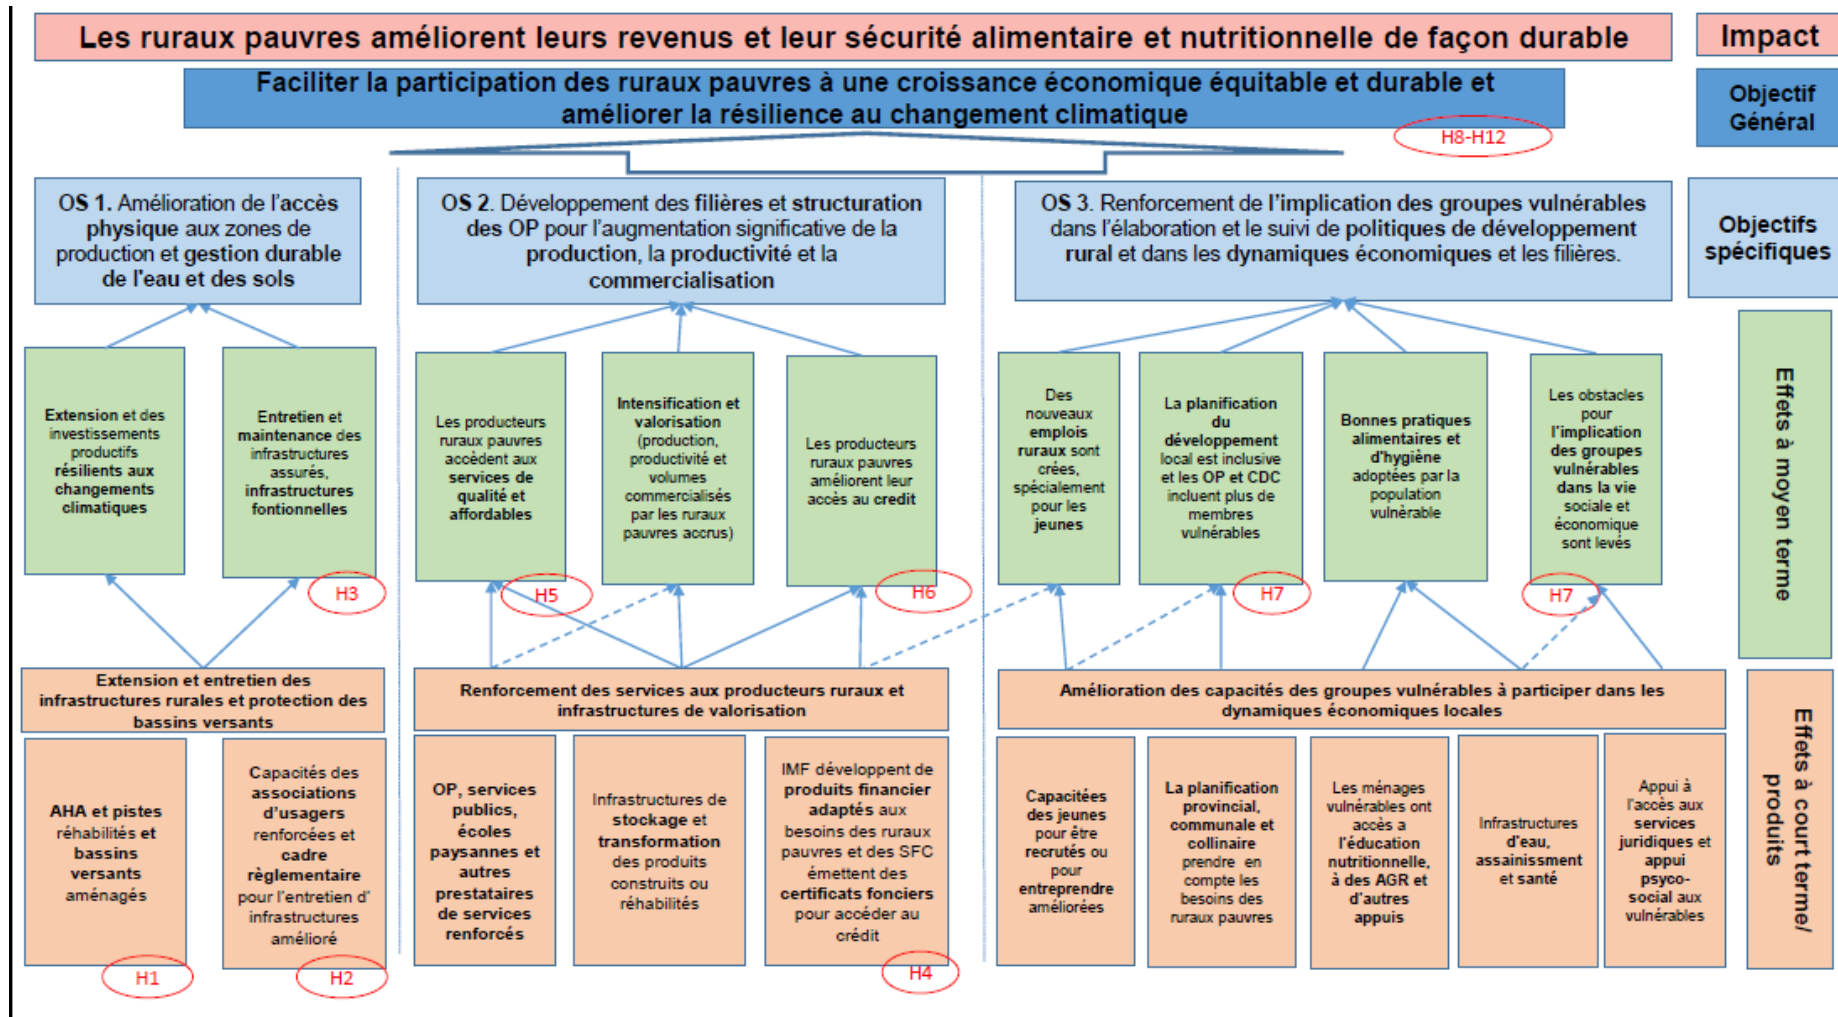 Les ruraux pauvres améliorent leurs revenus et leur sécurité alimentaire et nutritionnelle de façon durable
Impact
Faciliter la participation des ruraux pauvres à une croissance économique équitable et durable et
améliorer la résilience au changement climatique
Objectif
Général
H8-H12
OS 1. Amélioration de l'accès
physique aux zones de
production et gestion durable
de l'eau et des sols
OS 2. Développement des filières et structuration
des OP pour l'augmentation significative de la
production, la productivité et la
commercialisation
OS 3. Renforcement de l'implication des groupes vulnérables
dans l'élaboration et le suivi de politiques de développement
rural et dans les dynamiques économiques et les filières.
Objectifs
spécifiques
Extension et des
investissements
productifs
résilients aux
changements
climatiques
Entretien et
maintenance des
infrastructures
assurés,
infrastructures
fontionnelles
H3
Les producteurs
ruraux pauvres
accèdent aux
services de
qualité et
affordables
H5
Intensification et
valorisation
(production,
productivité et
volumes
commercialisés
par les ruraux
pauvres accrus)
Les producteurs
ruraux pauvres
améliorent leur
accès au credit
H6
Des
nouveaux
emplois
ruraux sont
crées,
spécialement
pour les
jeunes
La planification
du
développement
local est inclusive
et les OP et CDC
incluent plus de
membres
vulnérables
H7
Bonnes pratiques
alimentaires et
d'hygiène
adoptées par la
population
vulnèrable
Les obstacles
pour
l'implication
des groupes
vulnérables
dans la vie
sociale et
économique
sont levés
H7
Effets à moyen terme
Extension et entretien des
infrastructures rurales et protection des
bassins versants
Renforcement des services aux producteurs ruraux et
infrastructures de valorisation
Amélioration des capacités des groupes vulnérables à participer dans les
dynamiques économiques locales
AHA et pistes
réhabilités et
bassins
versants
aménagés
H1
Capacités des
associations
d'usagers
renforcées et
cadre
règlementaire
pour l'entretien d'
infrastructures
amélioré
H2
OP, services
publics,
écoles
paysannes et
autres
prestataires
de services
renforcés
Infrastructures de
stockage et
transformation
des produits
construits ou
réhabilités
IMF développent de
produits financier
adaptés aux
besoins des ruraux
pauvres et des SFC
émettent des
certificats fonciers
pour accéder au
crédit
H4
Capacitées
des jeunes
pour être
recrutés ou
pour
entreprendre
améliorées
La planification
provincial,
communale et
collinaire
prendre en
compte les
besoins des
ruraux pauvres
Les ménages
vulnérables ont
accès a
l'éducation
nutritionnelle,
à des AGR et
d'autres
appuis
Infrastructures
d'eau,
assainissment
et santé
Appui à
l'accès aux
services
juridiques et
appui
psyco-
social aux
vulnérables
Effets à court terme/
produits